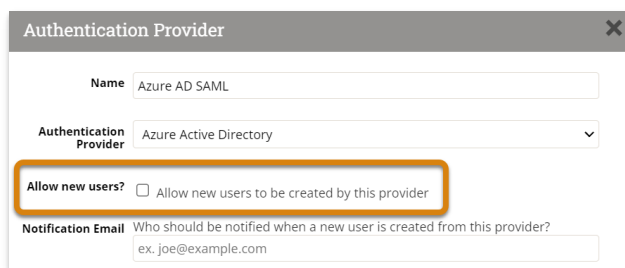 Authentication Provider
Name Azure AD SAML
Authentication Provider Azure Active Directory
Allow new users? Allow new users to be created by this provider
Notification Email Who should be notified when a new user is created from this provider?
ex. joe@example.com